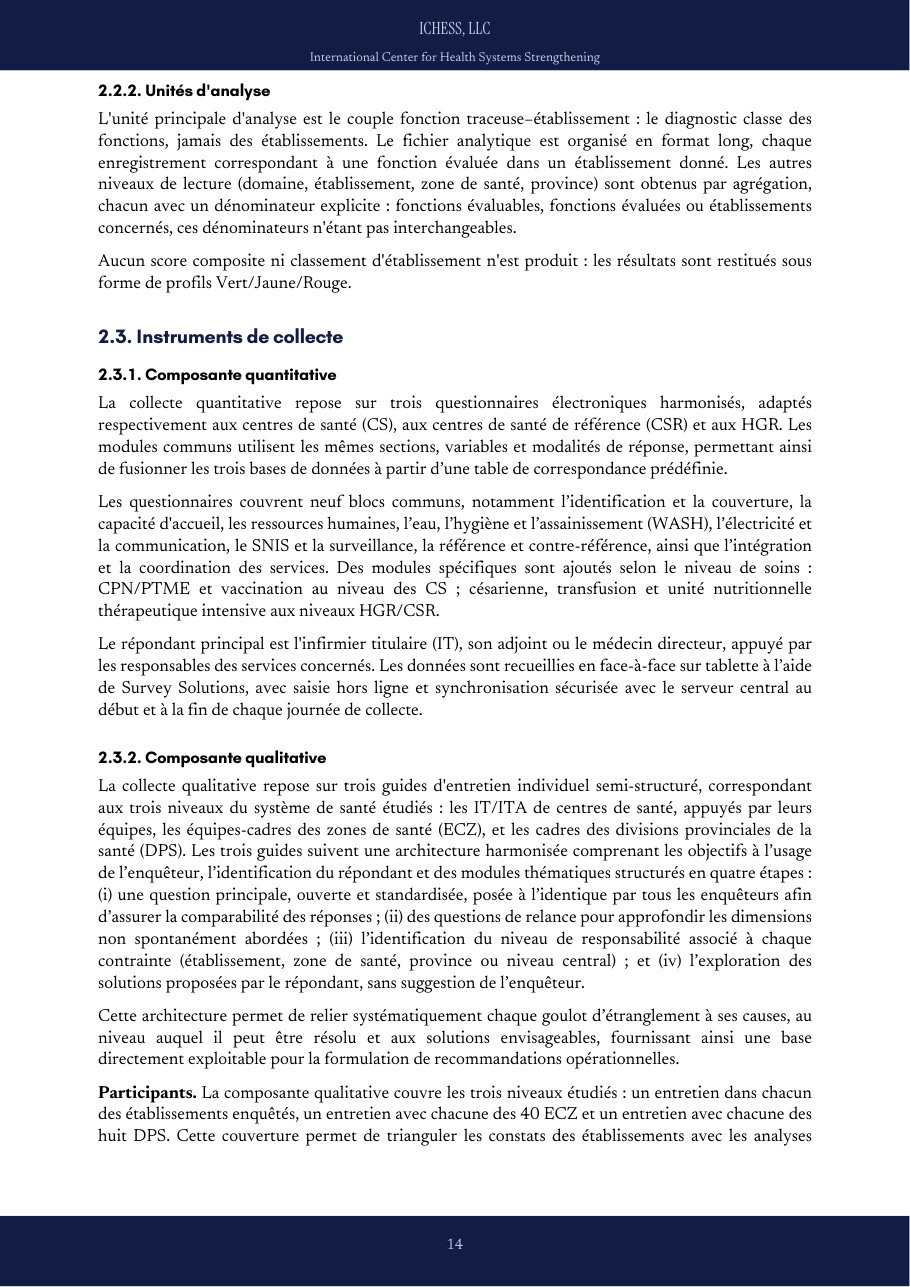 ICHESS, LLC
International Center for Health Systems Strengthening
2.2.2. Unités d'analyse
L'unité principale d'analyse est le couple fonction traceuse–établissement : le diagnostic classe des
fonctions, jamais des établissements. Le fichier analytique est organisé en format long, chaque
enregistrement correspondant à une fonction évaluée dans un établissement donné. Les autres
niveaux de lecture (domaine, établissement, zone de santé, province) sont obtenus par agrégation,
chacun avec un dénominateur explicite : fonctions évaluables, fonctions évaluées ou établissements
concernés, ces dénominateurs n'étant pas interchangeables.
Aucun score composite ni classement d'établissement n'est produit : les résultats sont restitués sous
forme de profils Vert/Jaune/Rouge.
2.3. Instruments de collecte
2.3.1. Composante quantitative
La collecte quantitative repose sur trois questionnaires électroniques harmonisés, adaptés
respectivement aux centres de santé (CS), aux centres de santé de référence (CSR) et aux HGR. Les
modules communs utilisent les mêmes sections, variables et modalités de réponse, permettant ainsi
de fusionner les trois bases de données à partir d’une table de correspondance prédéfinie.
Les questionnaires couvrent neuf blocs communs, notamment l’identification et la couverture, la
capacité d'accueil, les ressources humaines, l’eau, l’hygiène et l’assainissement (WASH), l’électricité et
la communication, le SNIS et la surveillance, la référence et contre-référence, ainsi que l’intégration
et la coordination des services. Des modules spécifiques sont ajoutés selon le niveau de soins :
CPN/PTME et vaccination au niveau des CS ; césarienne, transfusion et unité nutritionnelle
thérapeutique intensive aux niveaux HGR/CSR.
Le répondant principal est l'infirmier titulaire (IT), son adjoint ou le médecin directeur, appuyé par
les responsables des services concernés. Les données sont recueillies en face-à-face sur tablette à l’aide
de Survey Solutions, avec saisie hors ligne et synchronisation sécurisée avec le serveur central au
début et à la fin de chaque journée de collecte.
2.3.2. Composante qualitative
La collecte qualitative repose sur trois guides d'entretien individuel semi-structuré, correspondant
aux trois niveaux du système de santé étudiés : les IT/ITA de centres de santé, appuyés par leurs
équipes, les équipes-cadres des zones de santé (ECZ), et les cadres des divisions provinciales de la
santé (DPS). Les trois guides suivent une architecture harmonisée comprenant les objectifs à l’usage
de l’enquêteur, l’identification du répondant et des modules thématiques structurés en quatre étapes :
(i) une question principale, ouverte et standardisée, posée à l’identique par tous les enquêteurs afin
d’assurer la comparabilité des réponses ; (ii) des questions de relance pour approfondir les dimensions
non spontanément abordées ; (iii) l’identification du niveau de responsabilité associé à chaque
contrainte (établissement, zone de santé, province ou niveau central) ; et (iv) l’exploration des
solutions proposées par le répondant, sans suggestion de l’enquêteur.
Cette architecture permet de relier systématiquement chaque goulot d’étranglement à ses causes, au
niveau auquel il peut être résolu et aux solutions envisageables, fournissant ainsi une base
directement exploitable pour la formulation de recommandations opérationnelles.
Participants. La composante qualitative couvre les trois niveaux étudiés : un entretien dans chacun
des établissements enquêtés, un entretien avec chacune des 40 ECZ et un entretien avec chacune des
huit DPS. Cette couverture permet de trianguler les constats des établissements avec les analyses
14